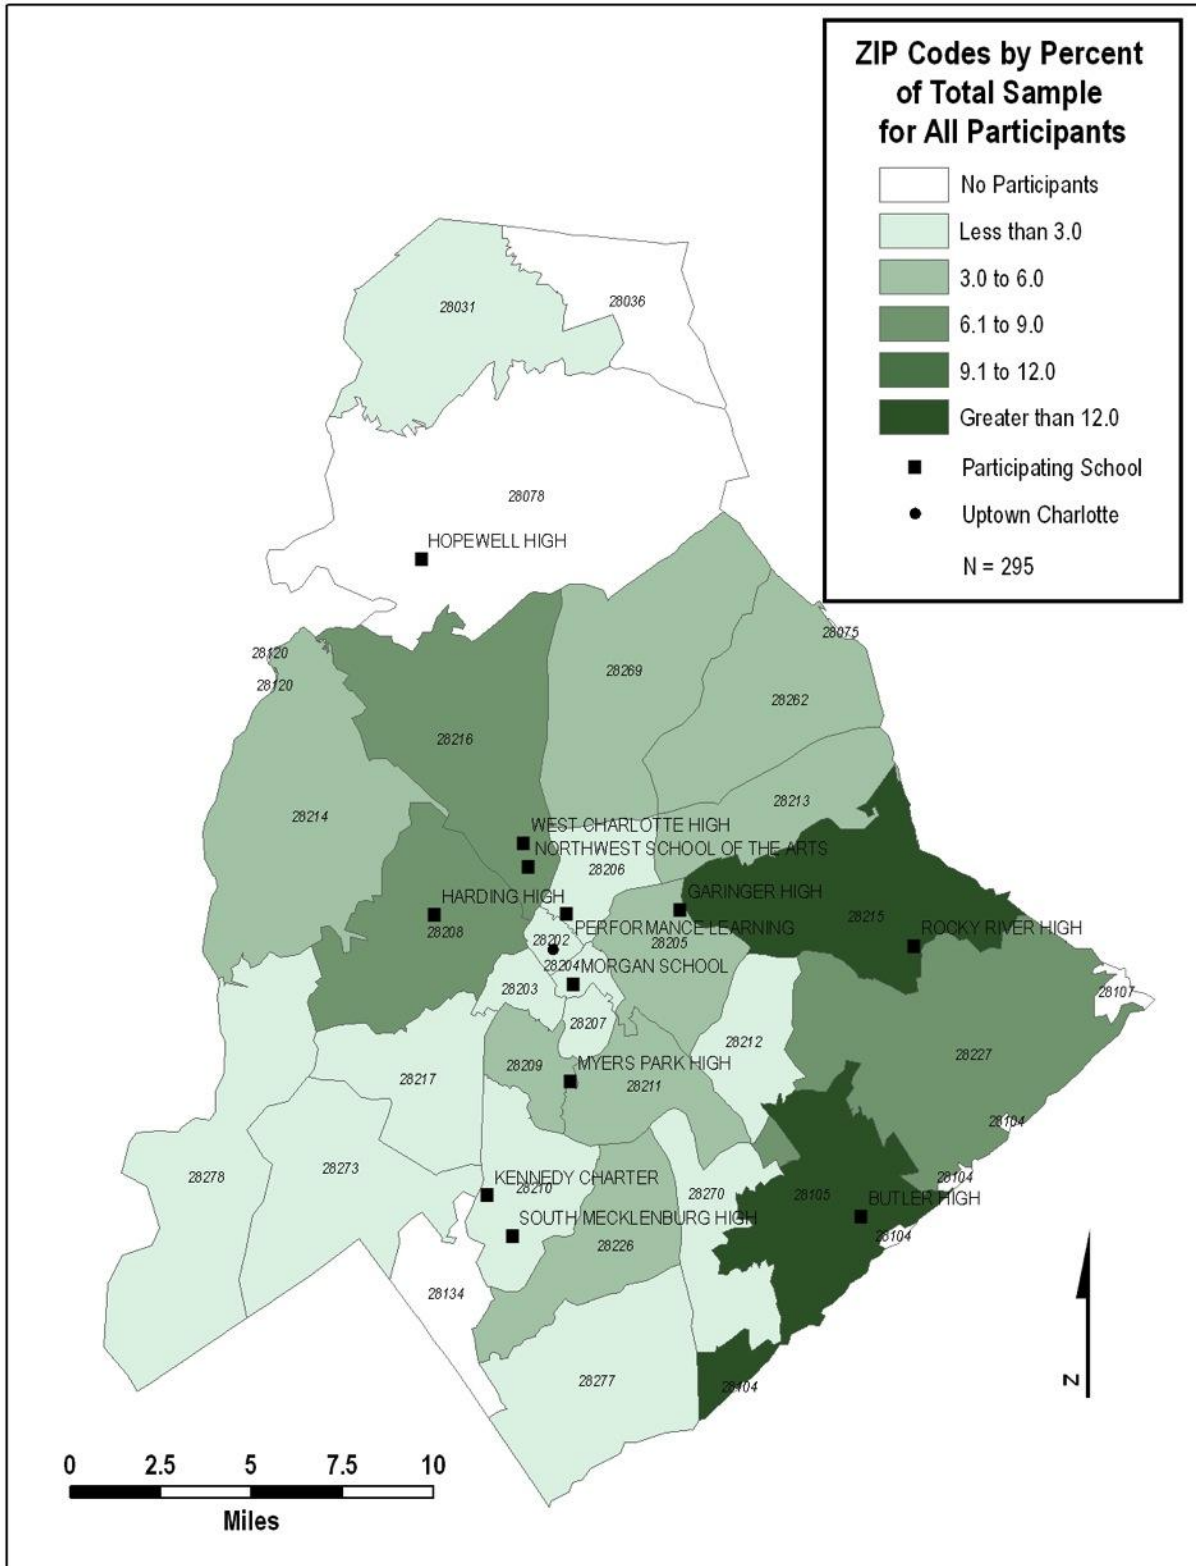 ZIP Codes by Percent
of Total Sample
for All Participants
No Participants
Less than 3.0
3.0 to 6.0
6.1 to 9.0
9.1 to 12.0
Greater than 12.0
Participating School
Uptown Charlotte
N = 295
28031
28036
28078
HOPEWELL HIGH
28075
28120
28120
28269
28262
28216
28213
28214
WEST CHARLOTTE HIGH
NORTHWEST SCHOOL OF THE ARTS
28206
HARDING HIGH
GARINGER HIGH
28208
PERFORMANCE LEARNING
28215
ROCKY RIVER HIGH
28202
28205
28204
MORGAN SCHOOL
28203
28107
28207
28212
28227
MYERS PARK HIGH
28209
28217
28211
28104
28278
28273
KENNEDY CHARTER
28104
28210
28270
28105
BUTLER HIGH
SOUTH MECKLENBURG HIGH
28104
28226
28134
28277
28104
N
0 2.5 5 7.5 10
Miles